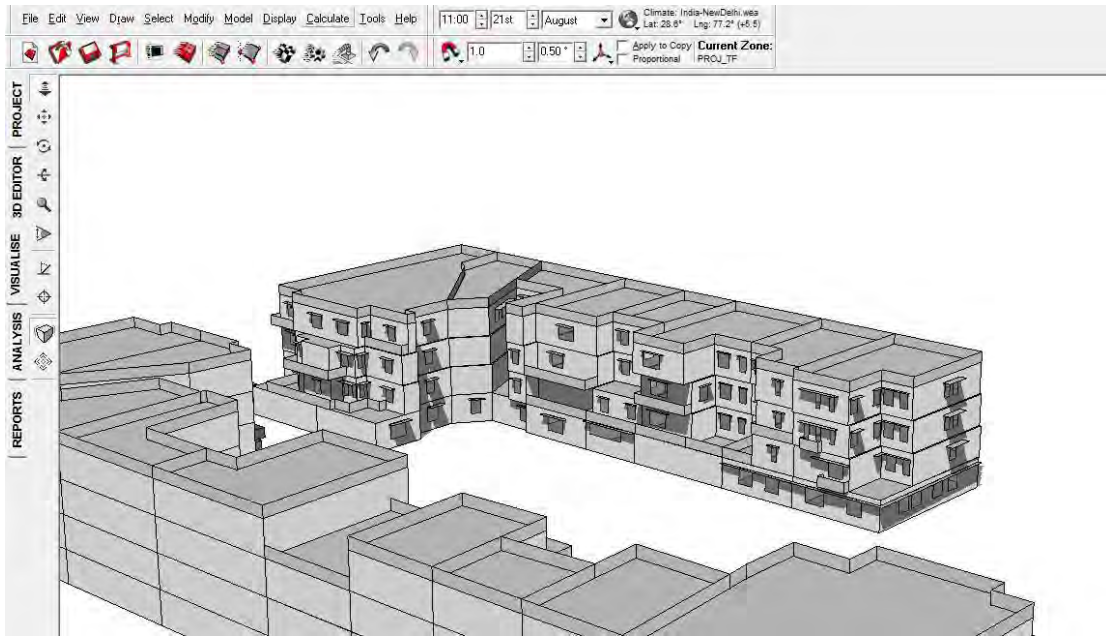 File Edit View Draw Select Modify Model Display Calculate Tools Help
11:00 21st August
Climate: India-NewDelhi.wea
Lat: 28.6° Lng: 77.2° (+5.5)
1.0 0.50 °
Apply to Copy
Proportional
Current Zone:
PROJ_TF
PROJECT
3D EDITOR
VISUALISE
ANALYSIS
REPORTS